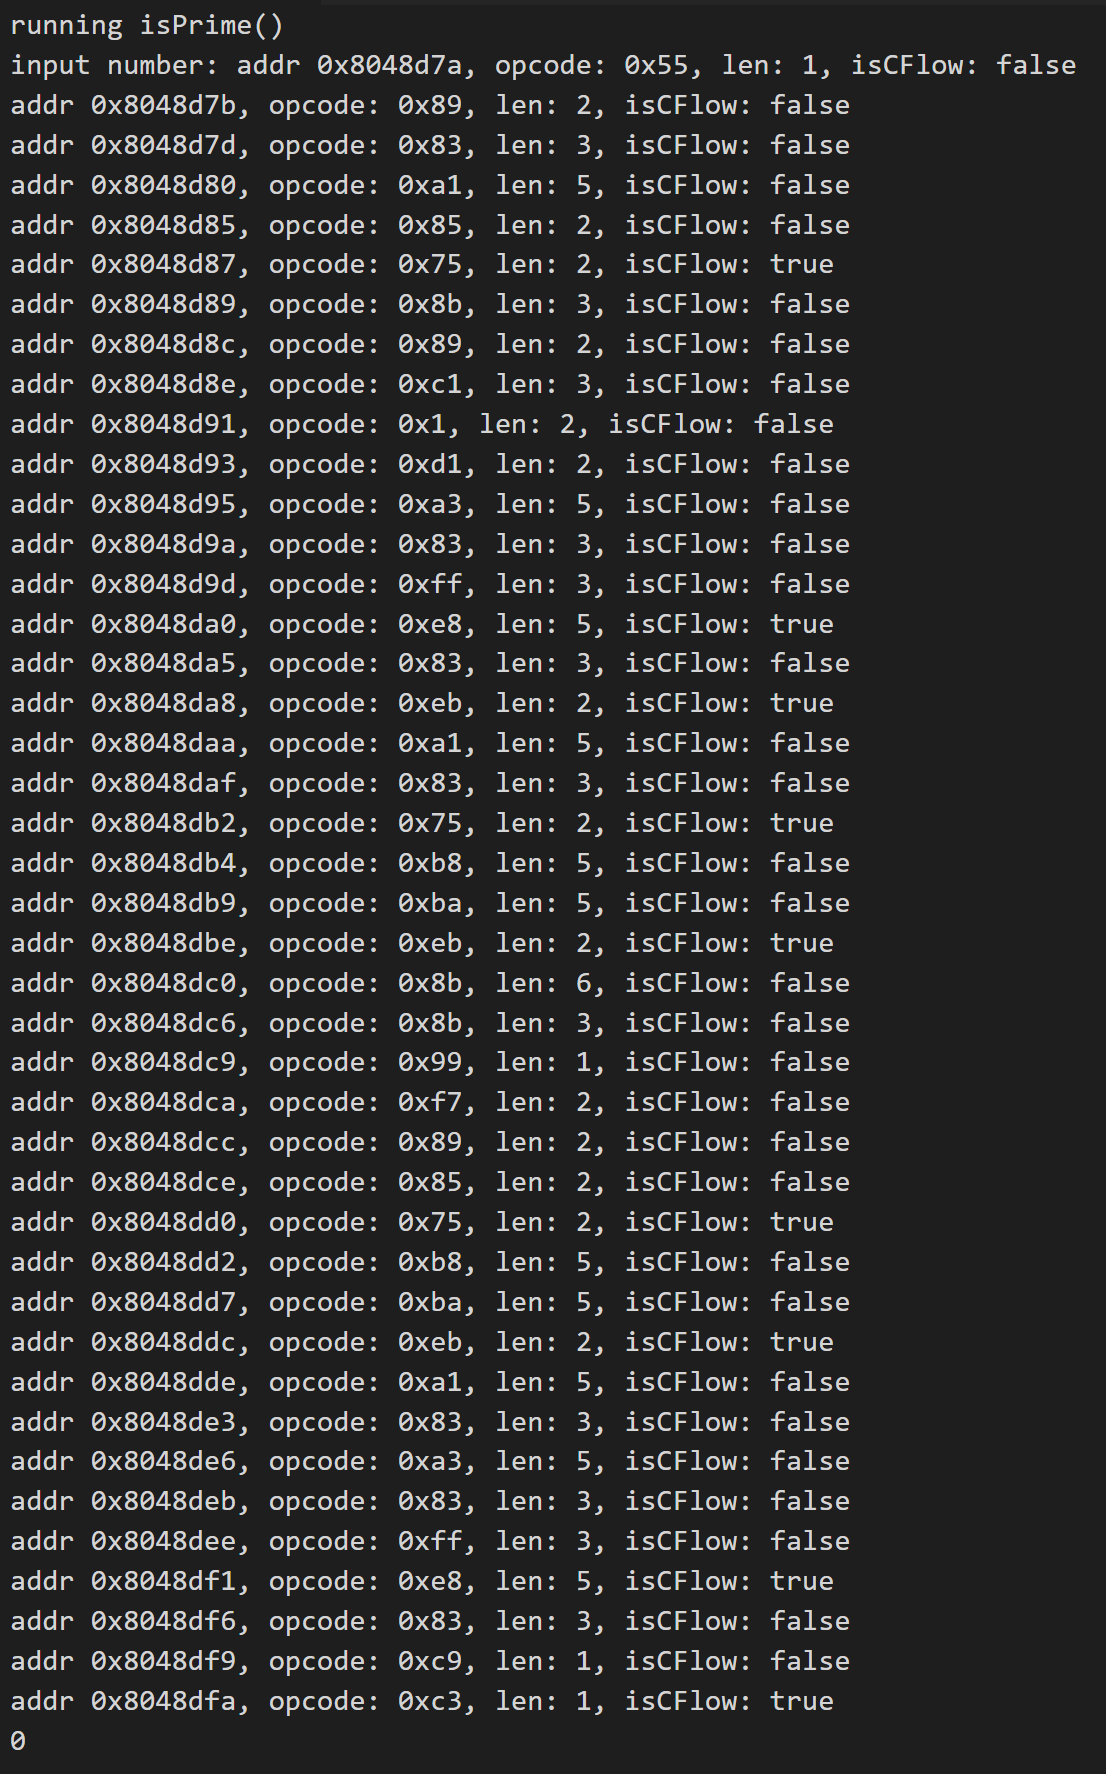 running isPrime()
input number: addr 0x8048d7a, opcode: 0x55, len: 1, isCFlow: false
addr 0x8048d7b, opcode: 0x89, len: 2, isCFlow: false
addr 0x8048d7d, opcode: 0x83, len: 3, isCFlow: false
addr 0x8048d80, opcode: 0xa1, len: 5, isCFlow: false
addr 0x8048d85, opcode: 0x85, len: 2, isCFlow: false
addr 0x8048d87, opcode: 0x75, len: 2, isCFlow: true
addr 0x8048d89, opcode: 0x8b, len: 3, isCFlow: false
addr 0x8048d8c, opcode: 0x89, len: 2, isCFlow: false
addr 0x8048d8e, opcode: 0xc1, len: 3, isCFlow: false
addr 0x8048d91, opcode: 0x1, len: 2, isCFlow: false
addr 0x8048d93, opcode: 0xd1, len: 2, isCFlow: false
addr 0x8048d95, opcode: 0xa3, len: 5, isCFlow: false
addr 0x8048d9a, opcode: 0x83, len: 3, isCFlow: false
addr 0x8048d9d, opcode: 0xff, len: 3, isCFlow: false
addr 0x8048da0, opcode: 0xe8, len: 5, isCFlow: true
addr 0x8048da5, opcode: 0x83, len: 3, isCFlow: false
addr 0x8048da8, opcode: 0xeb, len: 2, isCFlow: true
addr 0x8048daa, opcode: 0xa1, len: 5, isCFlow: false
addr 0x8048daf, opcode: 0x83, len: 3, isCFlow: false
addr 0x8048db2, opcode: 0x75, len: 2, isCFlow: true
addr 0x8048db4, opcode: 0xb8, len: 5, isCFlow: false
addr 0x8048db9, opcode: 0xba, len: 5, isCFlow: false
addr 0x8048dbe, opcode: 0xeb, len: 2, isCFlow: true
addr 0x8048dc0, opcode: 0x8b, len: 6, isCFlow: false
addr 0x8048dc6, opcode: 0x8b, len: 3, isCFlow: false
addr 0x8048dc9, opcode: 0x99, len: 1, isCFlow: false
addr 0x8048dca, opcode: 0xf7, len: 2, isCFlow: false
addr 0x8048dcc, opcode: 0x89, len: 2, isCFlow: false
addr 0x8048dce, opcode: 0x85, len: 2, isCFlow: false
addr 0x8048dd0, opcode: 0x75, len: 2, isCFlow: true
addr 0x8048dd2, opcode: 0xb8, len: 5, isCFlow: false
addr 0x8048dd7, opcode: 0xba, len: 5, isCFlow: false
addr 0x8048ddc, opcode: 0xeb, len: 2, isCFlow: true
addr 0x8048dde, opcode: 0xa1, len: 5, isCFlow: false
addr 0x8048de3, opcode: 0x83, len: 3, isCFlow: false
addr 0x8048de6, opcode: 0xa3, len: 5, isCFlow: false
addr 0x8048deb, opcode: 0x83, len: 3, isCFlow: false
addr 0x8048dee, opcode: 0xff, len: 3, isCFlow: false
addr 0x8048df1, opcode: 0xe8, len: 5, isCFlow: true
addr 0x8048df6, opcode: 0x83, len: 3, isCFlow: false
addr 0x8048df9, opcode: 0xc9, len: 1, isCFlow: false
addr 0x8048dfa, opcode: 0xc3, len: 1, isCFlow: true
0